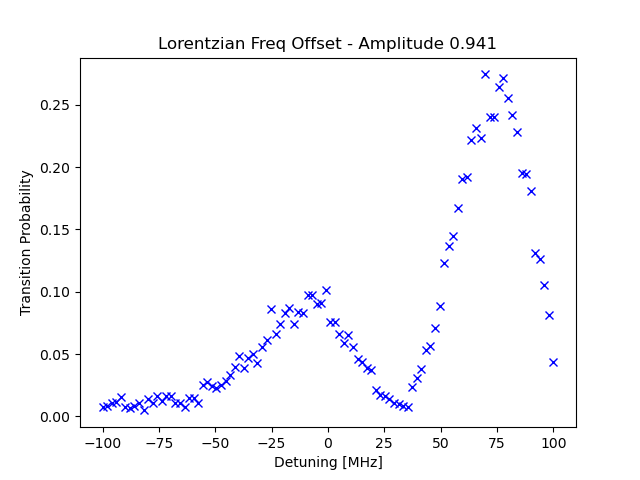 Lorentzian Freq Offset - Amplitude 0.941
Transition Probability
0.25
0.20
0.15
0.10
0.05
0.00
−100 −75 −50 −25 0 25 50 75 100
Detuning [MHz]